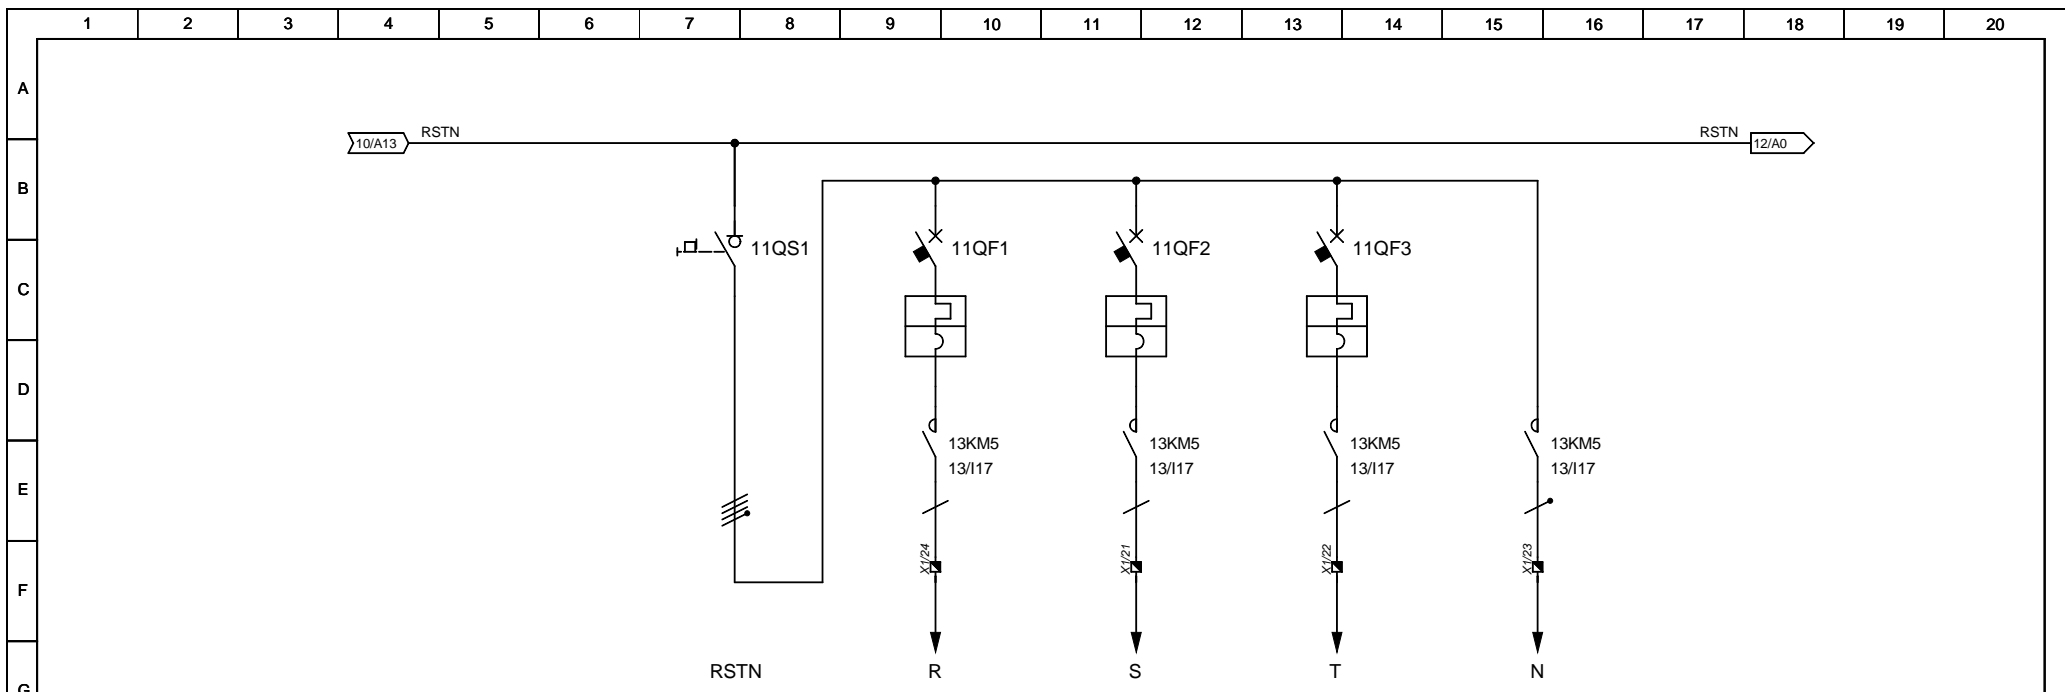 1 2 3 4 5 6 7 8 9 10 11 12 13 14 15 16 17 18 19 20
A
10/A13 RSTN RSTN 12/A0
B
11QS1 11QF1 11QF2 11QF3
C
D
13KM5 13KM5 13KM5 13KM5
13/I17 13/I17 13/I17 13/I17
E
X1/24 X1/21 X1/22 X1/23
F
RSTN R S T N
G